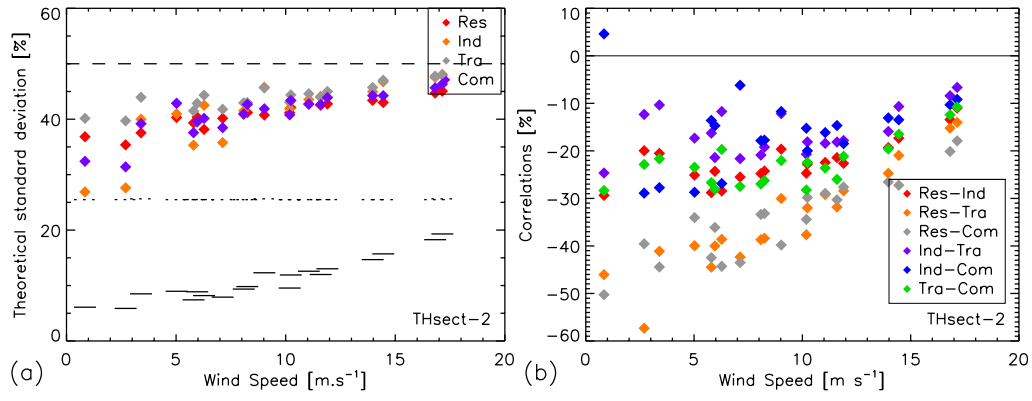 60
40
20
0
Theoretical standard deviation [%]
Res
Ind
Tra
Com
THsect-2
0
5
10
15
20
Wind Speed [m.s⁻¹]
(a)
10
0
-10
-20
-30
-40
-50
-60
Correlations [%]
Res-Ind
Res-Tra
Res-Com
Ind-Tra
Ind-Com
Tra-Com
THsect-2
0
5
10
15
20
Wind Speed [m s⁻¹]
(b)